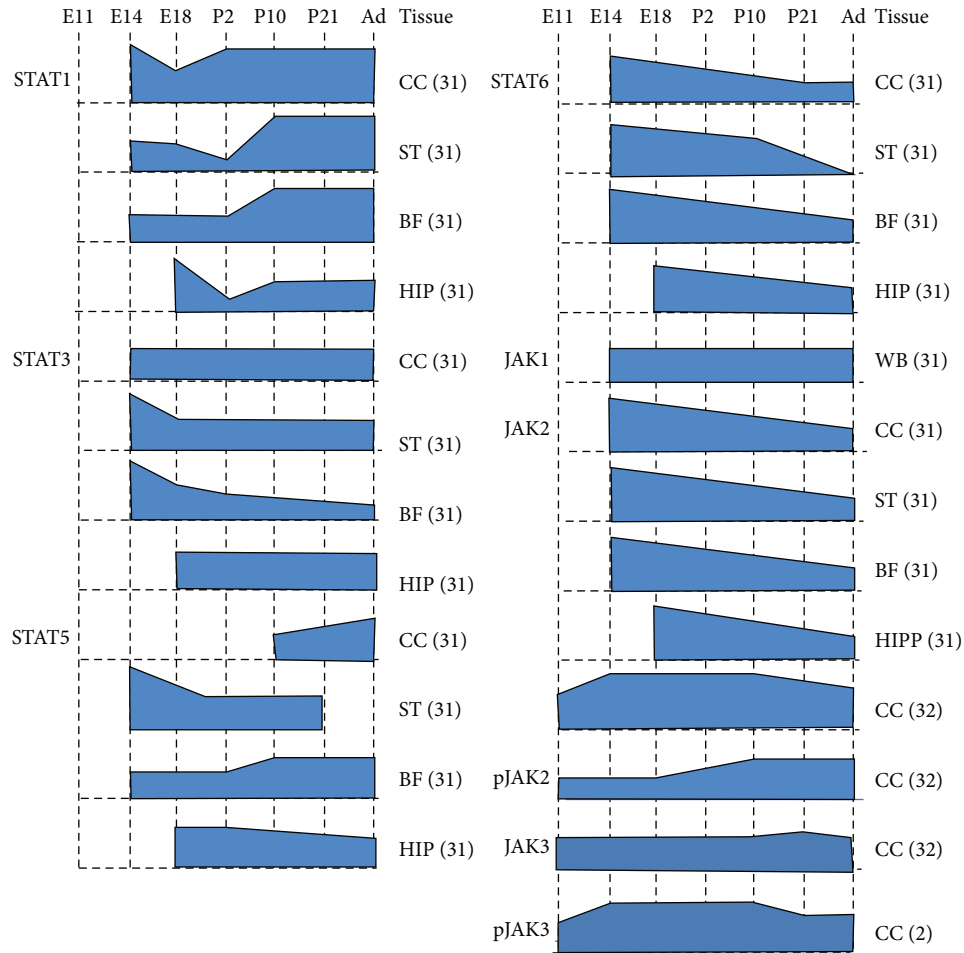 E11 E14 E18 P2 P10 P21 Ad Tissue
STAT1 CC (31)
ST (31)
BF (31)
HIP (31)
STAT3 CC (31)
ST (31)
BF (31)
HIP (31)
STAT5 CC (31)
ST (31)
BF (31)
HIP (31)
E11 E14 E18 P2 P10 P21 Ad Tissue
STAT6 CC (31)
ST (31)
BF (31)
HIP (31)
JAK1 WB (31)
JAK2 CC (31)
ST (31)
BF (31)
HIPP (31)
CC (32)
pJAK2 CC (32)
JAK3 CC (32)
pJAK3 CC (2)